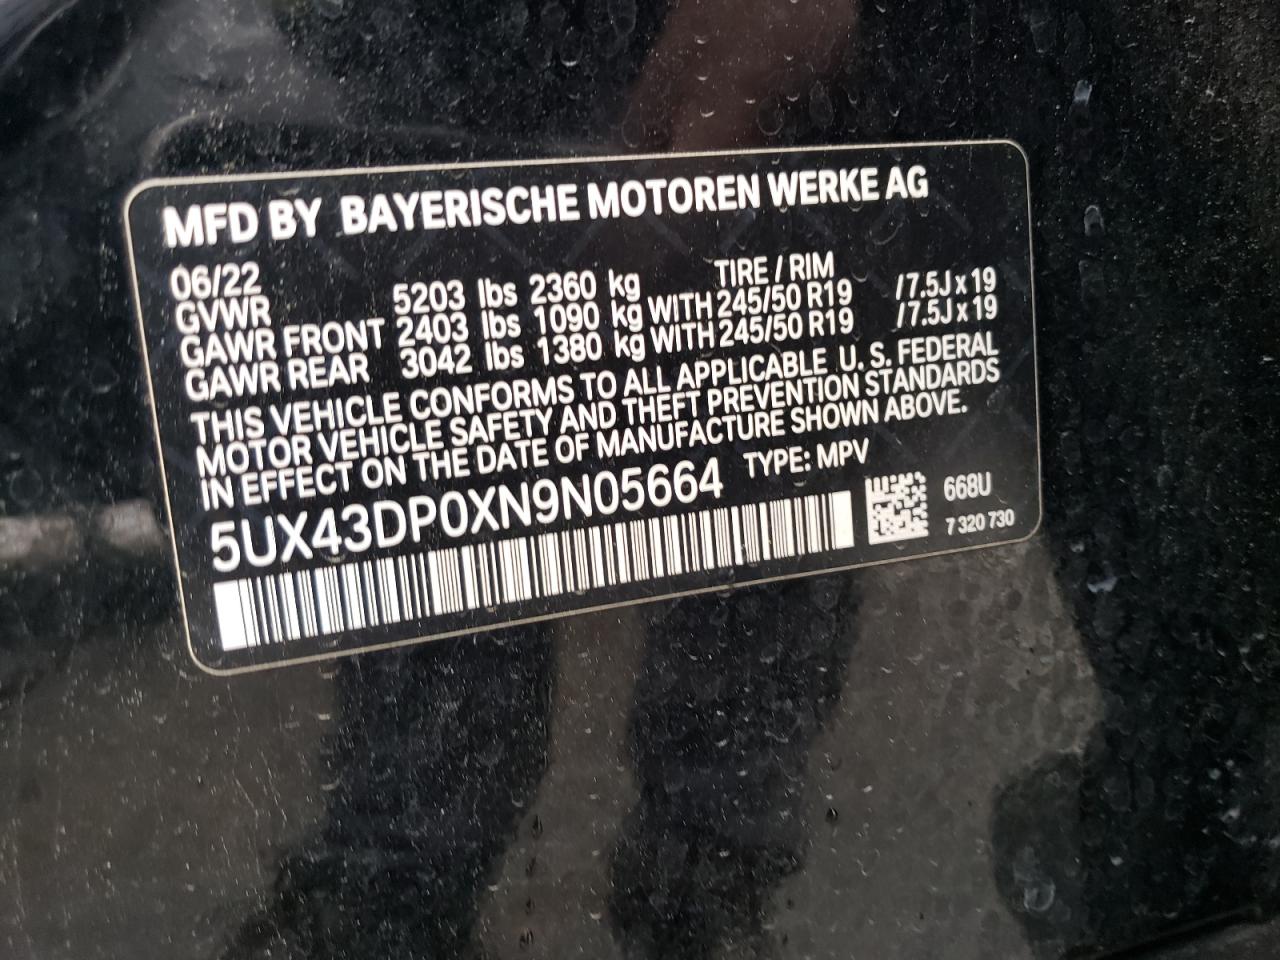 MFD BY BAYERISCHE MOTOREN WERKE AG
06/22 TIRE / RIM
GVWR 5203 lbs 2360 kg
GAWR FRONT 2403 lbs 1090 kg WITH 245/50 R19 /7.5J x 19
GAWR REAR 3042 lbs 1380 kg WITH 245/50 R19 /7.5J x 19
THIS VEHICLE CONFORMS TO ALL APPLICABLE U. S. FEDERAL
MOTOR VEHICLE SAFETY AND THEFT PREVENTION STANDARDS
IN EFFECT ON THE DATE OF MANUFACTURE SHOWN ABOVE.
5UX43DP0XN9N05664 TYPE: MPV
668U
7 320 730